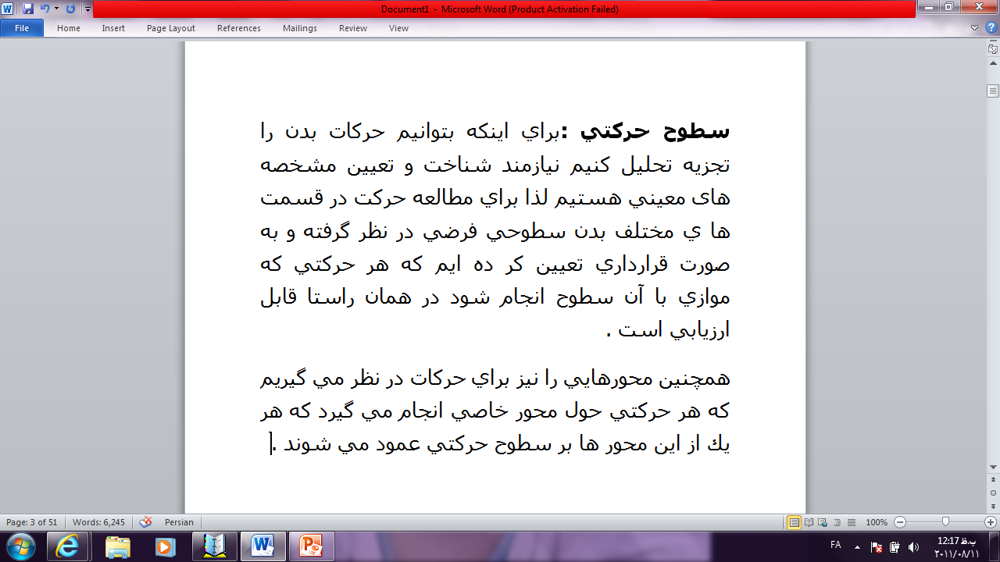 Document1 - Microsoft Word (Product Activation Failed)
File Home Insert Page Layout References Mailings Review View
سطوح حركتي :براي اينكه بتوانيم حركات بدن را
تجزيه تحليل كنيم نيازمند شناخت و تعيين مشخصه
های معيني هستيم لذا براي مطالعه حركت در قسمت
ها ي مختلف بدن سطوحي فرضي در نظر گرفته و به
صورت قرارداري تعيين كر ده ايم كه هر حركتي كه
موازي با آن سطوح انجام شود در همان راستا قابل
ارزيابي است .
همچنين محورهايي را نيز براي حركات در نظر مي گيريم
كه هر حركتي حول محور خاصي انجام مي گيرد كه هر
يك از اين محور ها بر سطوح حركتي عمود مي شوند .
Page: 3 of 51 Words: 6,245 Persian 100%
FA 12:17 ب.ظ
٢٠١١/٠٨/١١